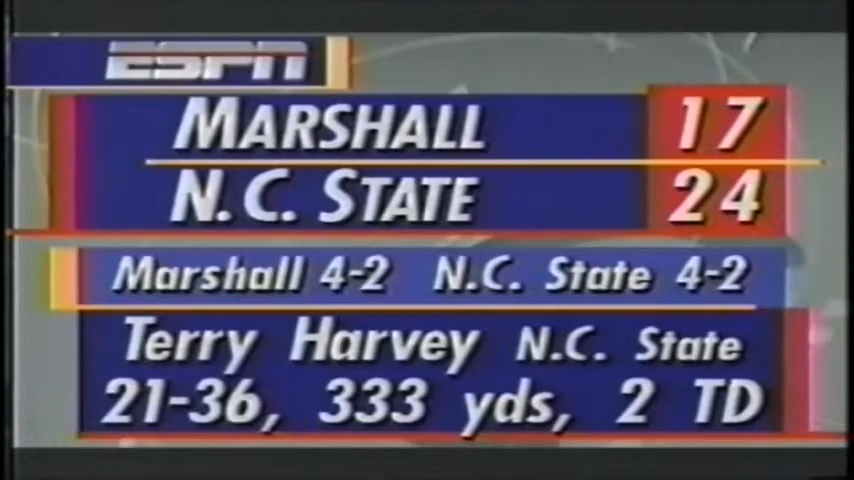 ESPN
MARSHALL 17
N.C. STATE 24
Marshall 4-2 N.C. State 4-2
Terry Harvey N.C. State
21-36, 333 yds, 2 TD